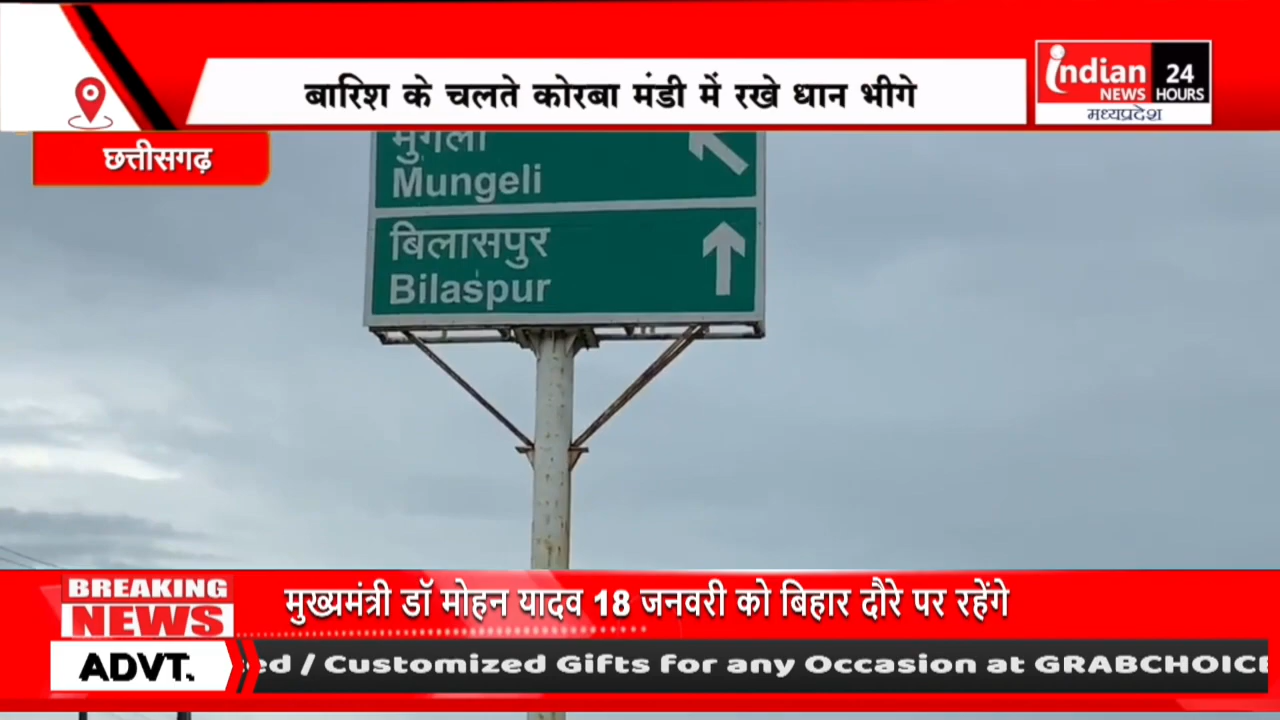 बारिश के चलते कोरबा मंडी में रखे धान भीगे
indian
NEWS
24
HOURS
मध्यप्रदेश
छत्तीसगढ़
मुंगेली
Mungeli
बिलासपुर
Bilaspur
BREAKING
NEWS
मुख्यमंत्री डॉ मोहन यादव 18 जनवरी को बिहार दौरे पर रहेंगे
ADVT.
ed / Customized Gifts for any Occasion at GRABCHOICE